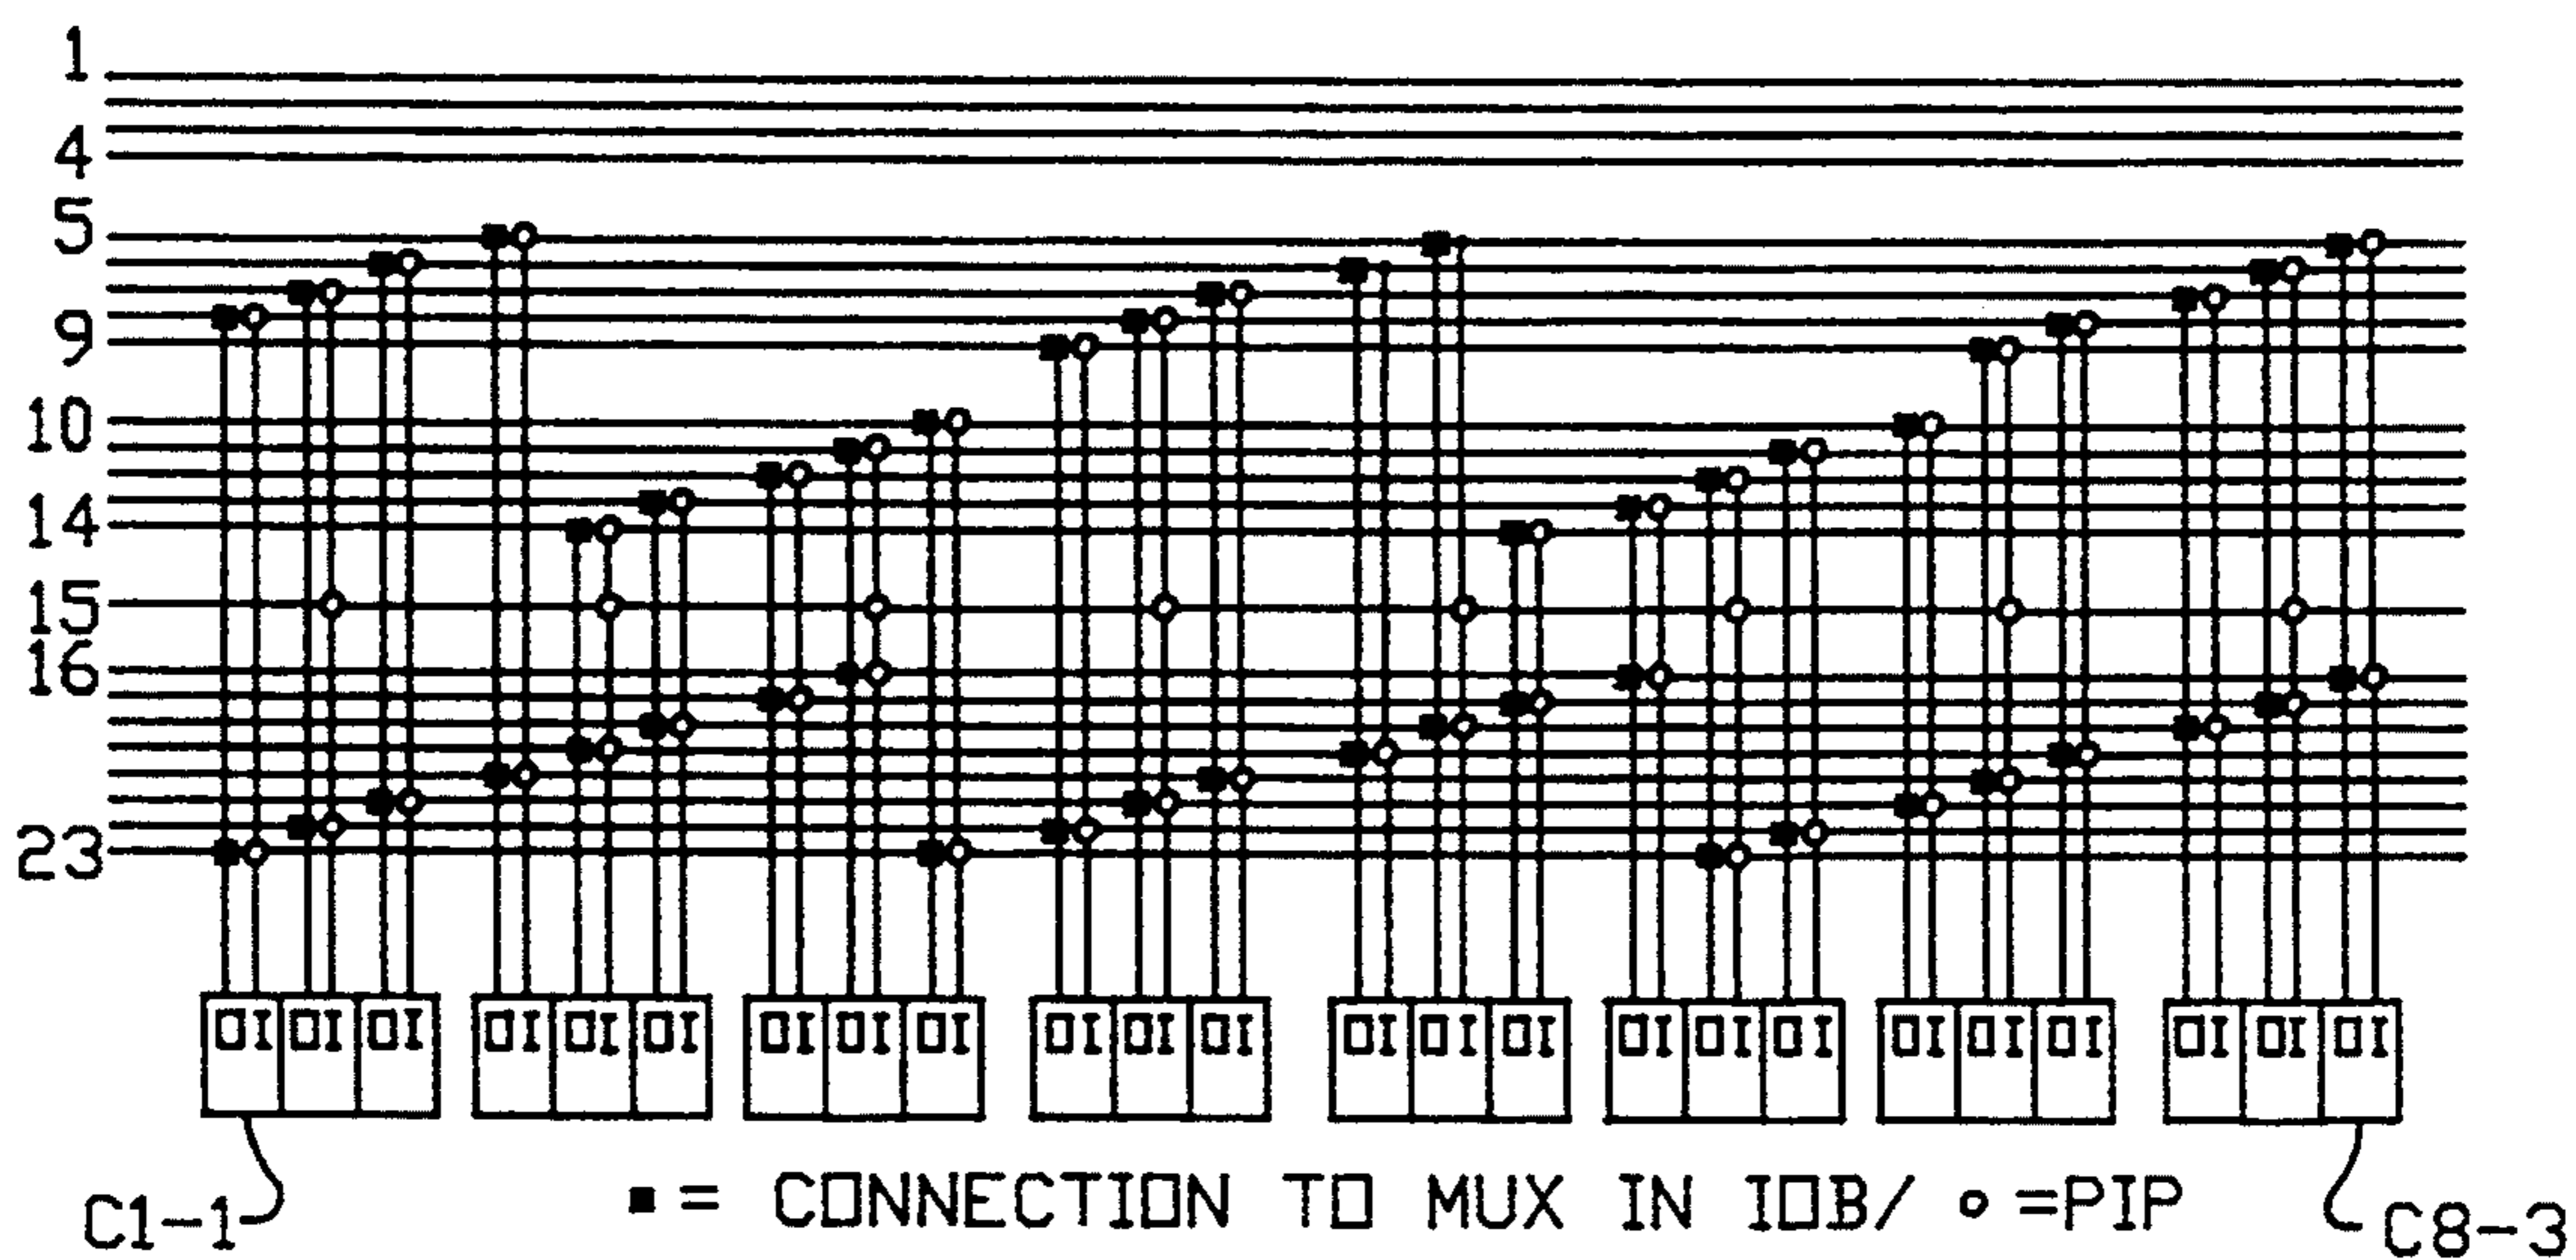 1
4
5
9
10
14
15
16
23
OI OI OI OI OI OI OI OI OI OI OI OI OI OI OI OI OI OI OI OI OI OI OI OI
C1-1
■ = CONNECTION TO MUX IN IOB/ o =PIP
C8-3